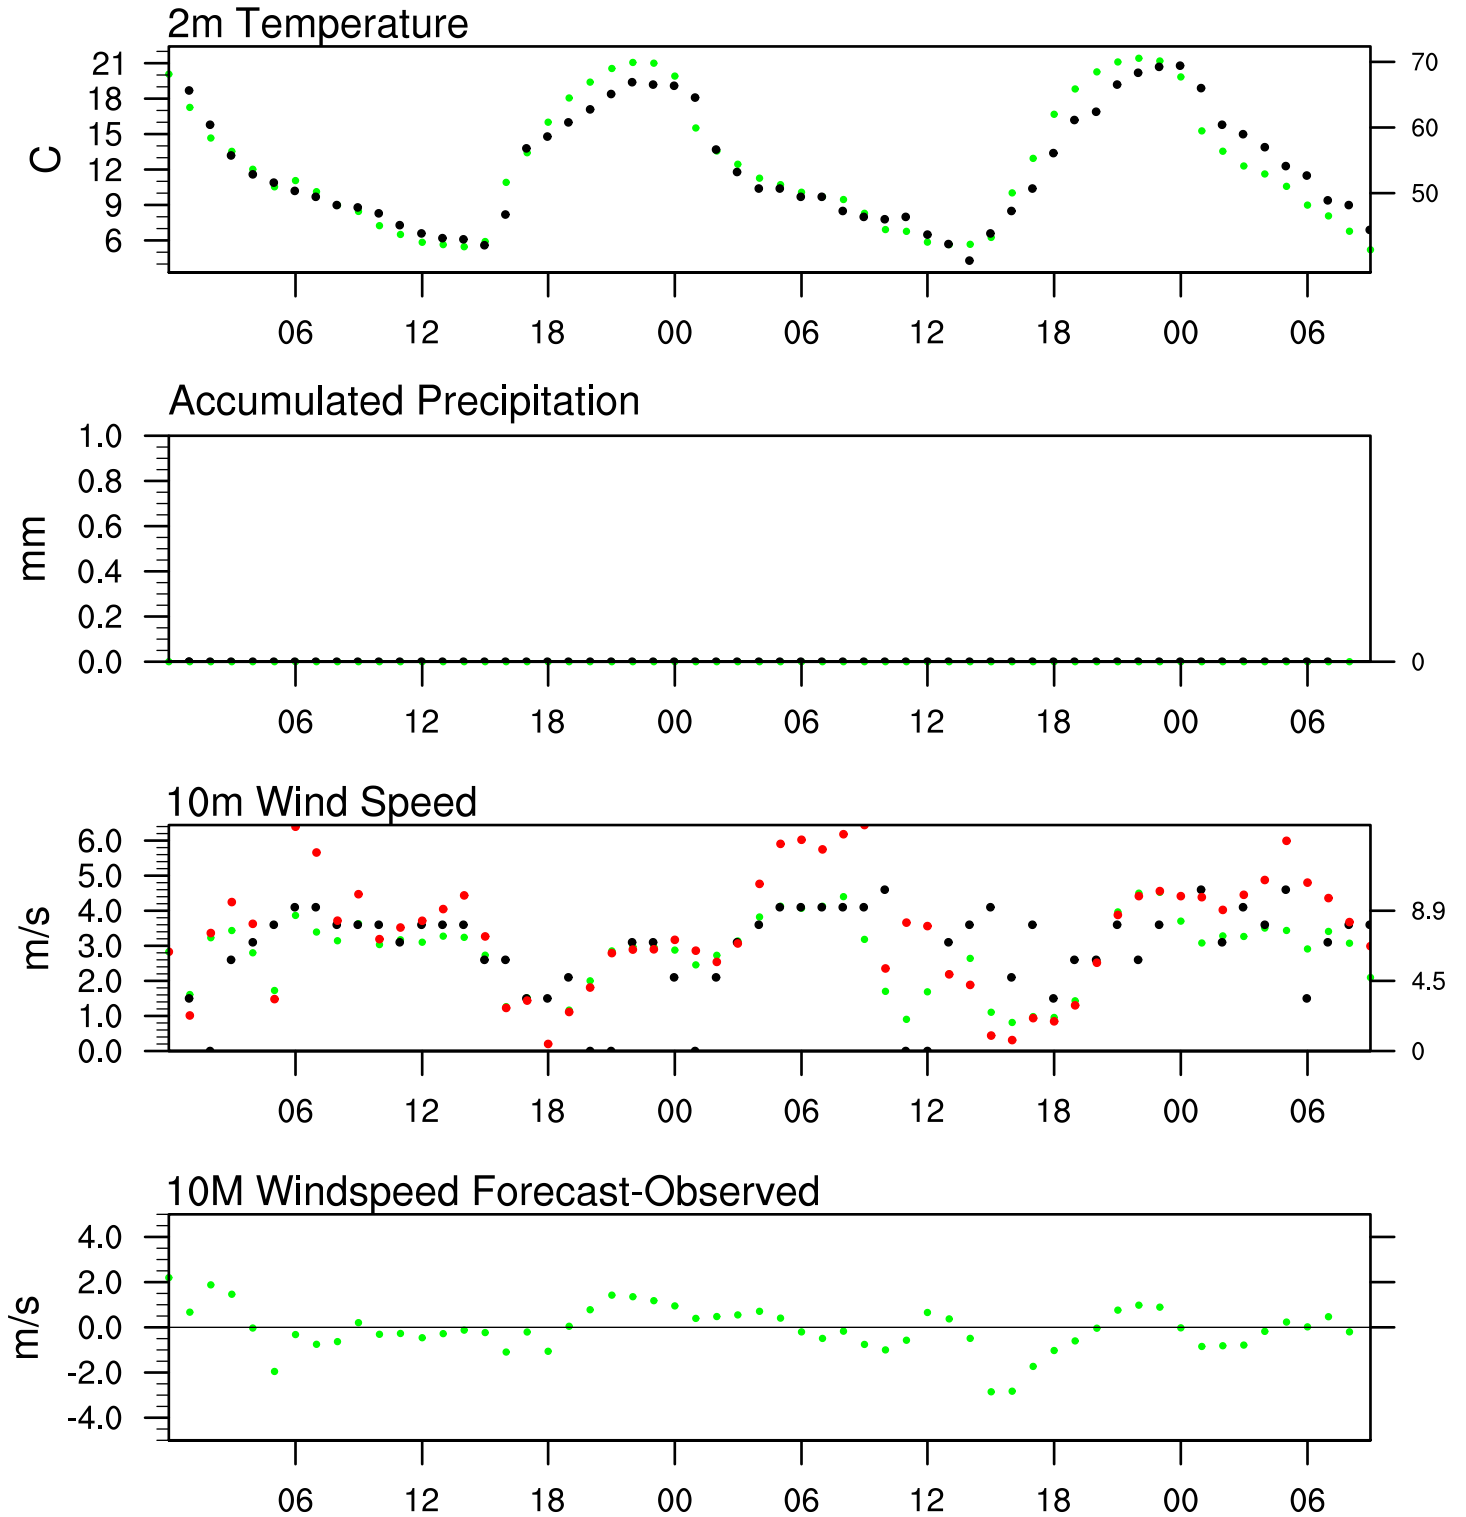 2m Temperature
21
18
15
12
9
6
C
70
60
50
06 12 18 00 06 12 18 00 06
Accumulated Precipitation
1.0
0.8
0.6
0.4
0.2
0.0
mm
0
06 12 18 00 06 12 18 00 06
10m Wind Speed
6.0
5.0
4.0
3.0
2.0
1.0
0.0
m/s
8.9
4.5
0
06 12 18 00 06 12 18 00 06
10M Windspeed Forecast-Observed
4.0
2.0
0.0
-2.0
-4.0
m/s
06 12 18 00 06 12 18 00 06